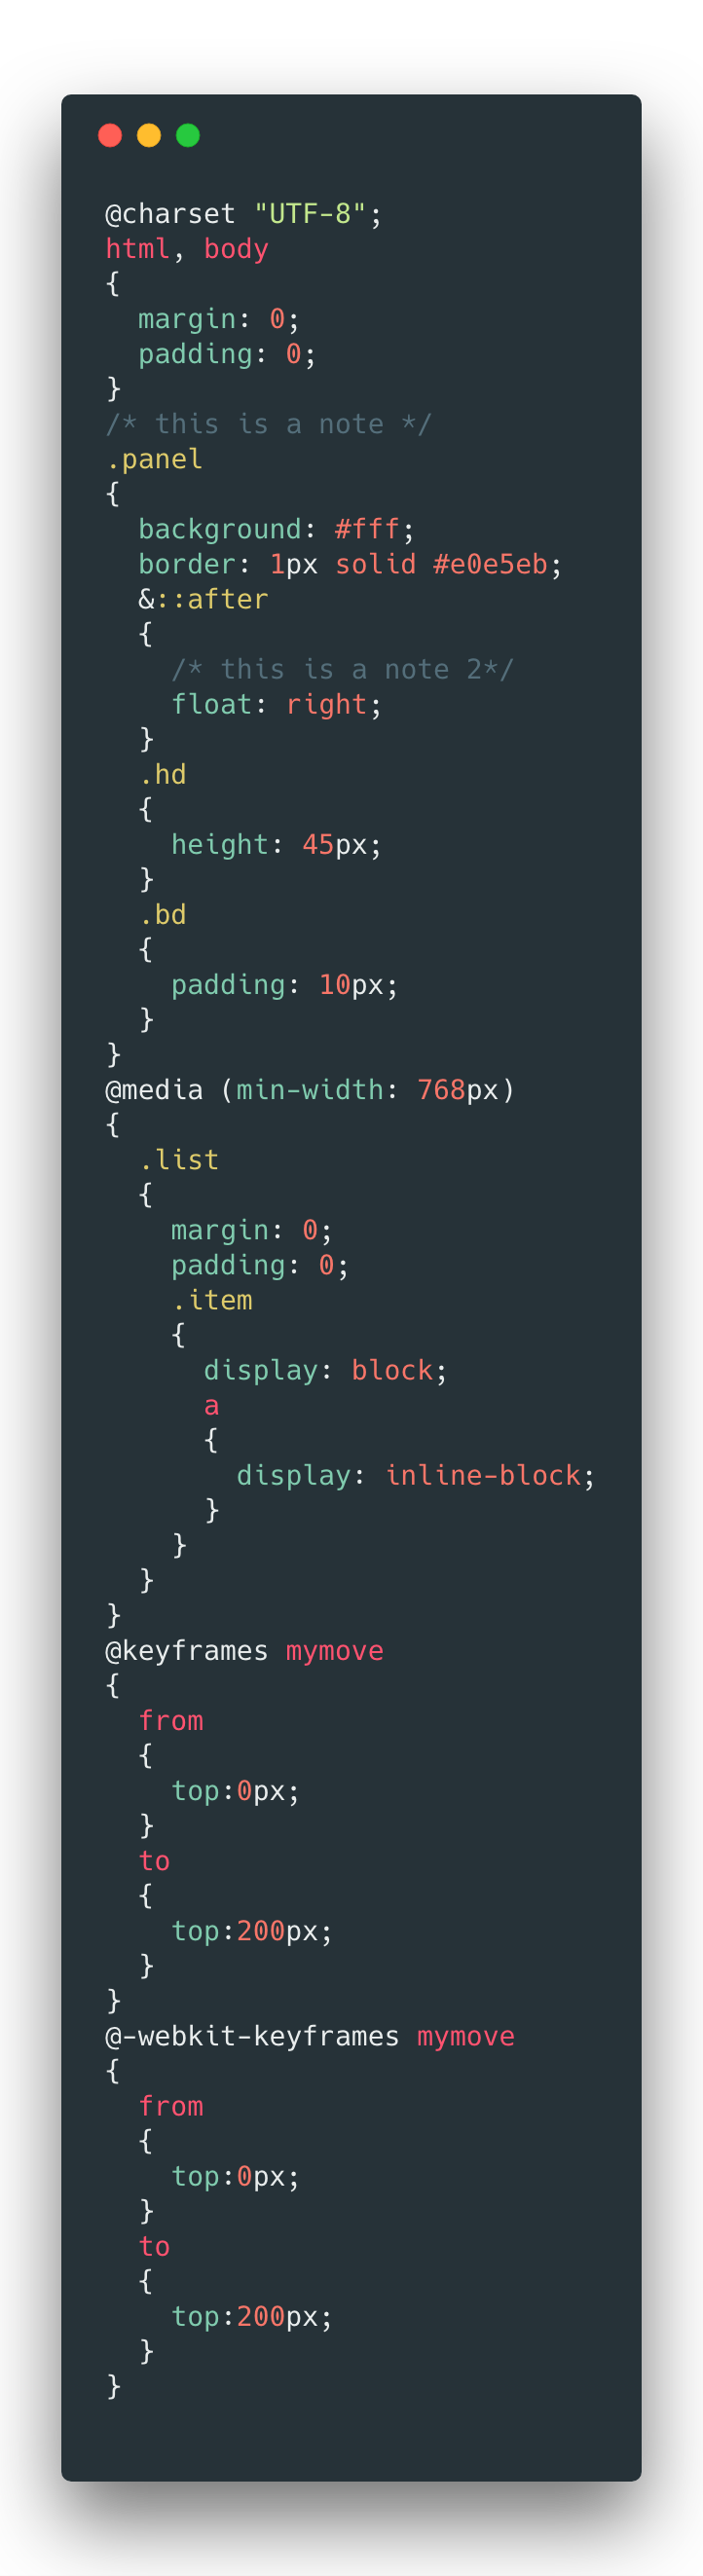 @charset "UTF-8";
html, body
{
  margin: 0;
  padding: 0;
}
/* this is a note */
.panel
{
  background: #fff;
  border: 1px solid #e0e5eb;
  &::after
  {
    /* this is a note 2*/
    float: right;
  }
  .hd
  {
    height: 45px;
  }
  .bd
  {
    padding: 10px;
  }
}
@media (min-width: 768px)
{
  .list
  {
    margin: 0;
    padding: 0;
    .item
    {
      display: block;
      a
      {
        display: inline-block;
      }
    }
  }
}
@keyframes mymove
{
  from
  {
    top:0px;
  }
  to
  {
    top:200px;
  }
}
@-webkit-keyframes mymove
{
  from
  {
    top:0px;
  }
  to
  {
    top:200px;
  }
}